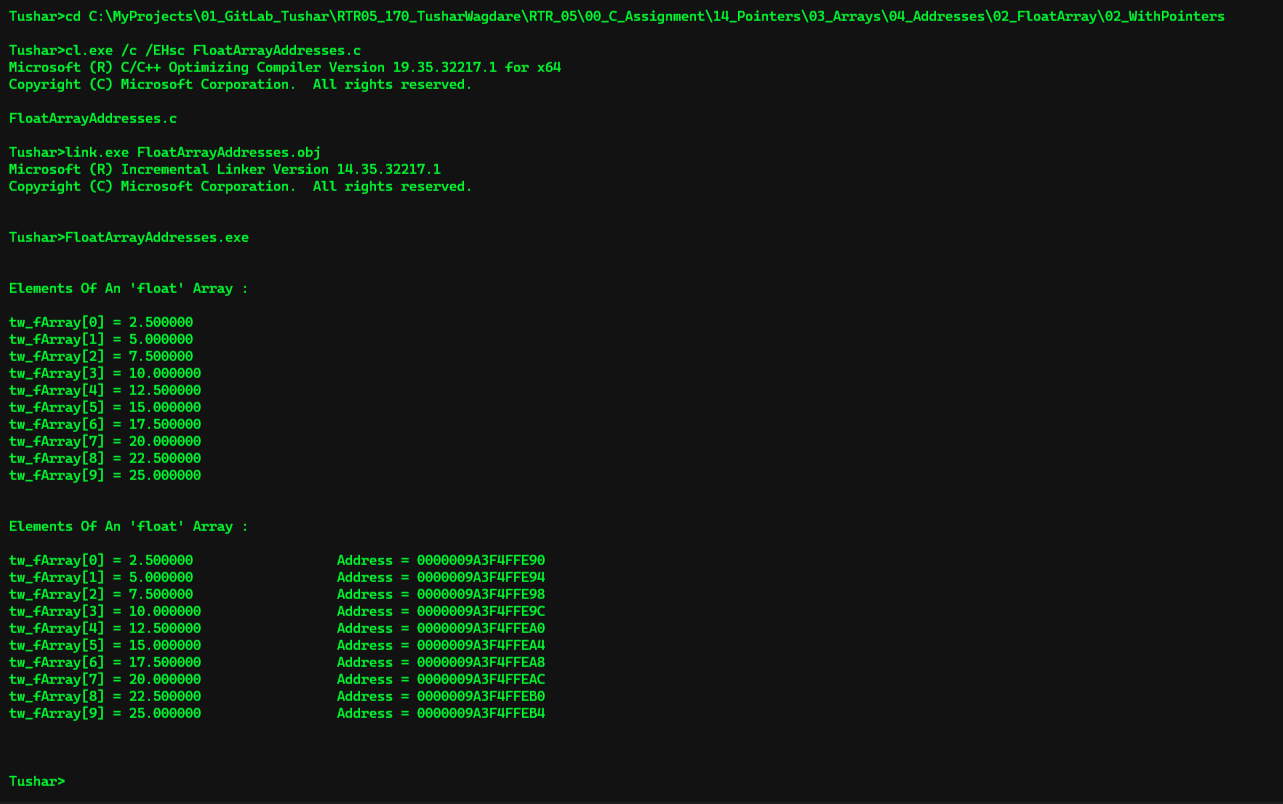 Tushar>cd C:\MyProjects\01_GitLab_Tushar\RTR05_170_TusharWagdare\RTR_05\00_C_Assignment\14_Pointers\03_Arrays\04_Addresses\02_FloatArray\02_WithPointers
Tushar>cl.exe /c /EHsc FloatArrayAddresses.c
Microsoft (R) C/C++ Optimizing Compiler Version 19.35.32217.1 for x64
Copyright (C) Microsoft Corporation.  All rights reserved.
FloatArrayAddresses.c
Tushar>link.exe FloatArrayAddresses.obj
Microsoft (R) Incremental Linker Version 14.35.32217.1
Copyright (C) Microsoft Corporation.  All rights reserved.
Tushar>FloatArrayAddresses.exe
Elements Of An 'float' Array :
tw_fArray[0] = 2.500000
tw_fArray[1] = 5.000000
tw_fArray[2] = 7.500000
tw_fArray[3] = 10.000000
tw_fArray[4] = 12.500000
tw_fArray[5] = 15.000000
tw_fArray[6] = 17.500000
tw_fArray[7] = 20.000000
tw_fArray[8] = 22.500000
tw_fArray[9] = 25.000000
Elements Of An 'float' Array :
tw_fArray[0] = 2.500000                  Address = 0000009A3F4FFE90
tw_fArray[1] = 5.000000                  Address = 0000009A3F4FFE94
tw_fArray[2] = 7.500000                  Address = 0000009A3F4FFE98
tw_fArray[3] = 10.000000                 Address = 0000009A3F4FFE9C
tw_fArray[4] = 12.500000                 Address = 0000009A3F4FFEA0
tw_fArray[5] = 15.000000                 Address = 0000009A3F4FFEA4
tw_fArray[6] = 17.500000                 Address = 0000009A3F4FFEA8
tw_fArray[7] = 20.000000                 Address = 0000009A3F4FFEAC
tw_fArray[8] = 22.500000                 Address = 0000009A3F4FFEB0
tw_fArray[9] = 25.000000                 Address = 0000009A3F4FFEB4
Tushar>